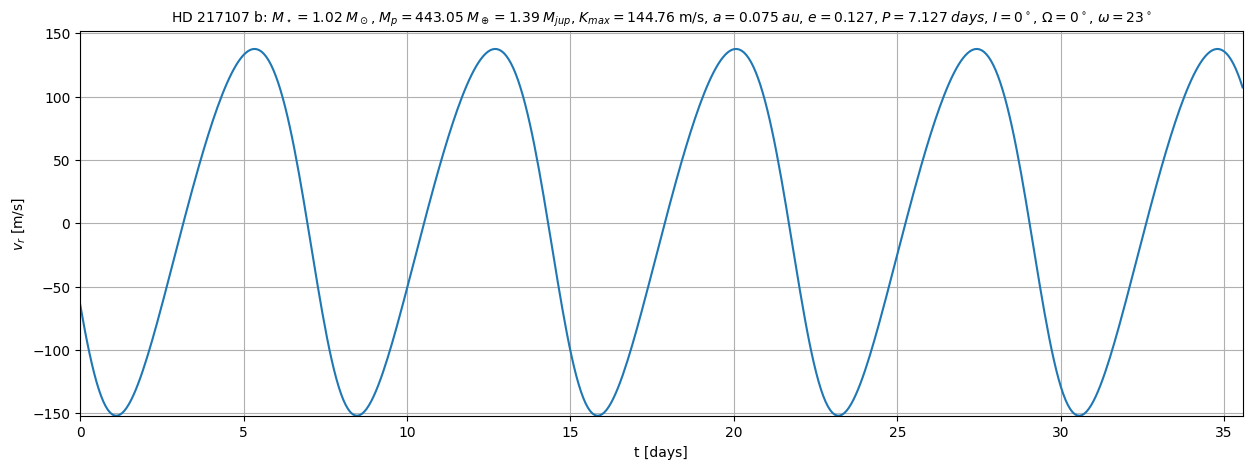 HD 217107 b: M⋆ = 1.02 M⊙, Mp = 443.05 M⊕ = 1.39 Mjup, Kmax = 144.76 m/s, a = 0.075 au, e = 0.127, P = 7.127 days, I = 0°, Ω = 0°, ω = 23°
150
100
50
0
−50
−100
−150
vr [m/s]
0 5 10 15 20 25 30 35
t [days]